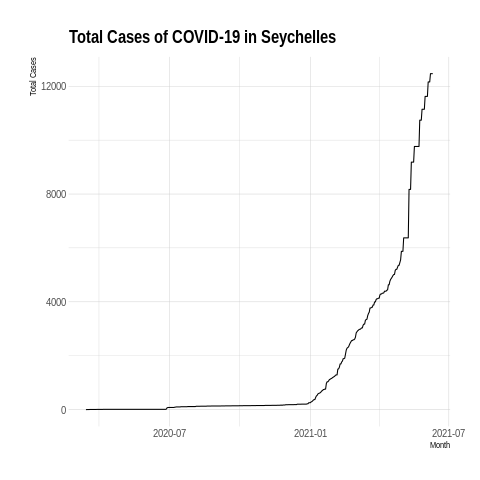 Total Cases of COVID-19 in Seychelles
Total Cases
12000
8000
4000
0
2020-07
2021-01
2021-07
Month